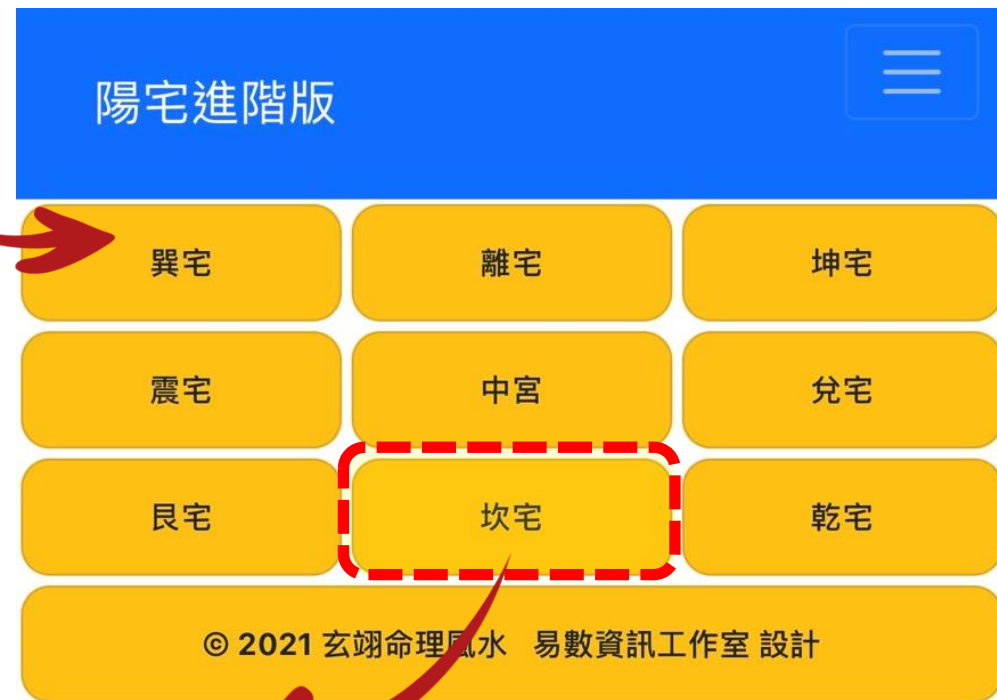 陽宅進階版
巽宅 離宅 坤宅
震宅 中宮 兌宅
艮宅 坎宅 乾宅
© 2021 玄翊命理風水 易數資訊工作室 設計